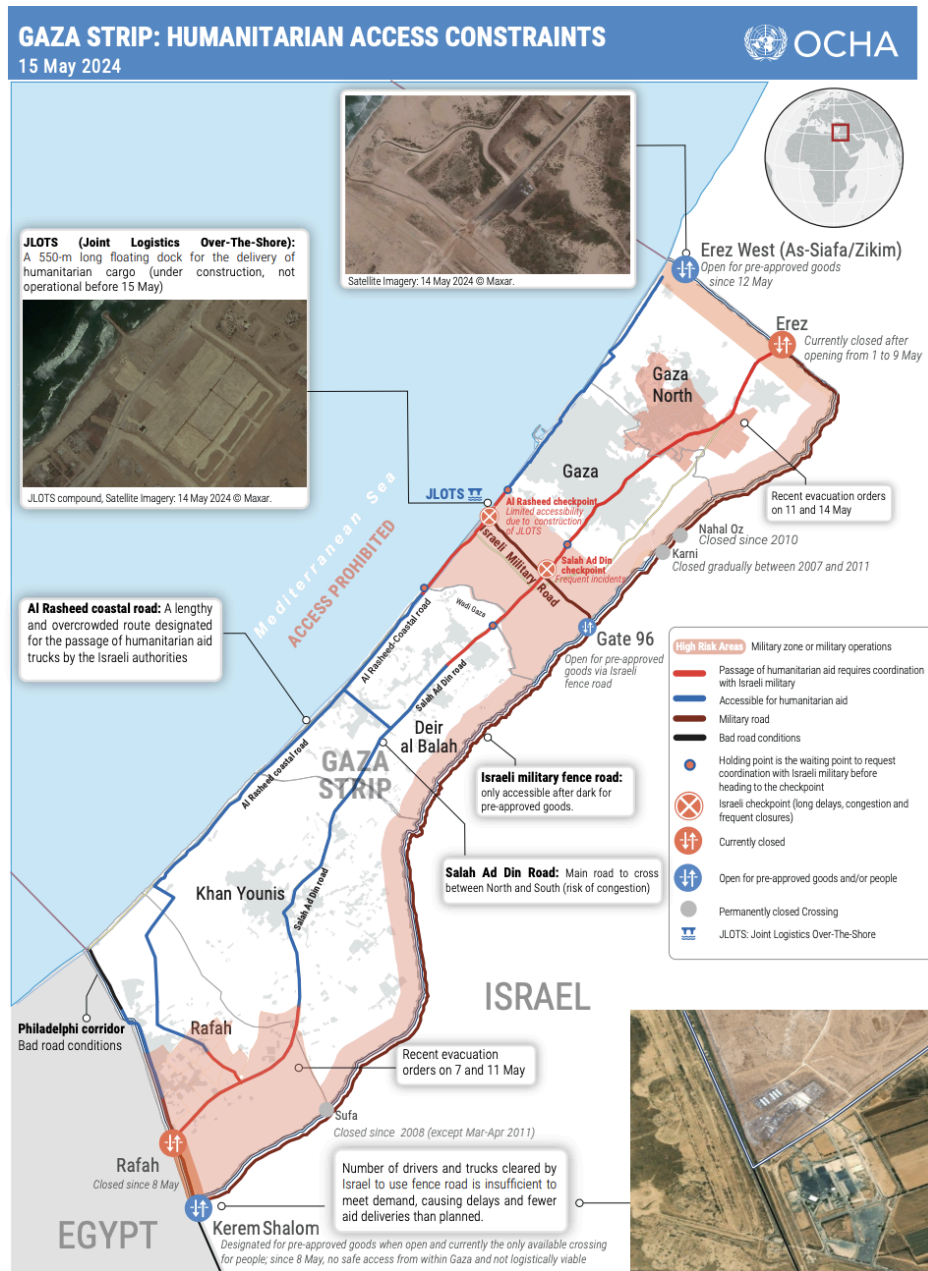 GAZA STRIP: HUMANITARIAN ACCESS CONSTRAINTS
15 May 2024
OCHA
Satellite Imagery: 14 May 2024 © Maxar.
JLOTS (Joint Logistics Over-The-Shore):
A 550-m long floating dock for the delivery of
humanitarian cargo (under construction, not
operational before 15 May)
JLOTS compound, Satellite Imagery: 14 May 2024 © Maxar.
Erez West (As-Siafa/Zikim)
Open for pre-approved goods
since 12 May
Erez
Currently closed after
opening from 1 to 9 May
Gaza
North
Gaza
Recent evacuation orders
on 11 and 14 May
JLOTS
Al Rasheed checkpoint
Limited accessibility
due to construction
of JLOTS
Israeli Military Road
Salah Ad Din
checkpoint
Frequent incidents
Nahal Oz
Closed since 2010
Karni
Closed gradually between 2007 and 2011
Mediterranean Sea
ACCESS PROHIBITED
Al Rasheed coastal road: A lengthy
and overcrowded route designated
for the passage of humanitarian aid
trucks by the Israeli authorities
Al Rasheed-Coastal road
Wadi Gaza
Salah Ad Din road
Gate 96
Open for pre-approved
goods via Israeli
fence road
High Risk Areas Military zone or military operations
Passage of humanitarian aid requires coordination
with Israeli military
Accessible for humanitarian aid
Military road
Bad road conditions
Holding point is the waiting point to request
coordination with Israeli military before
heading to the checkpoint
Israeli checkpoint (long delays, congestion and
frequent closures)
Currently closed
Open for pre-approved goods and/or people
Permanently closed Crossing
JLOTS: Joint Logistics Over-The-Shore
Deir
al Balah
GAZA
STRIP
Al Rasheed coastal road
Israeli military fence road:
only accessible after dark for
pre-approved goods.
Salah Ad Din Road: Main road to cross
between North and South (risk of congestion)
Khan Younis
Salah Ad Din road
ISRAEL
Philadelphi corridor
Bad road conditions
Rafah
Recent evacuation
orders on 7 and 11 May
Sufa
Closed since 2008 (except Mar-Apr 2011)
Rafah
Closed since 8 May
Number of drivers and trucks cleared by
Israel to use fence road is insufficient to
meet demand, causing delays and fewer
aid deliveries than planned.
EGYPT
Kerem Shalom
Designated for pre-approved goods when open and currently the only available crossing
for people; since 8 May, no safe access from within Gaza and not logistically viable